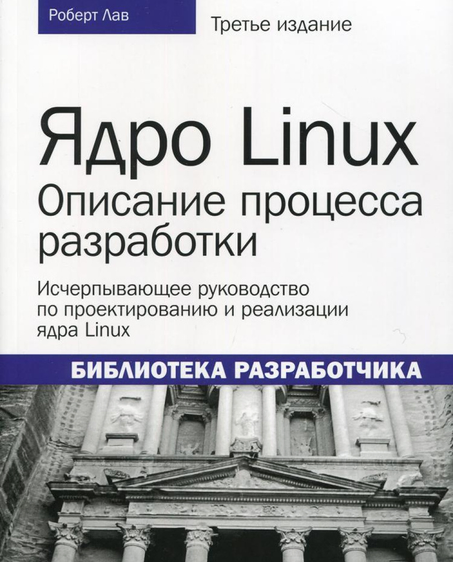 Роберт Лав
Третье издание
Ядро Linux
Описание процесса
разработки
Исчерпывающее руководство
по проектированию и реализации
ядра Linux
БИБЛИОТЕКА РАЗРАБОТЧИКА